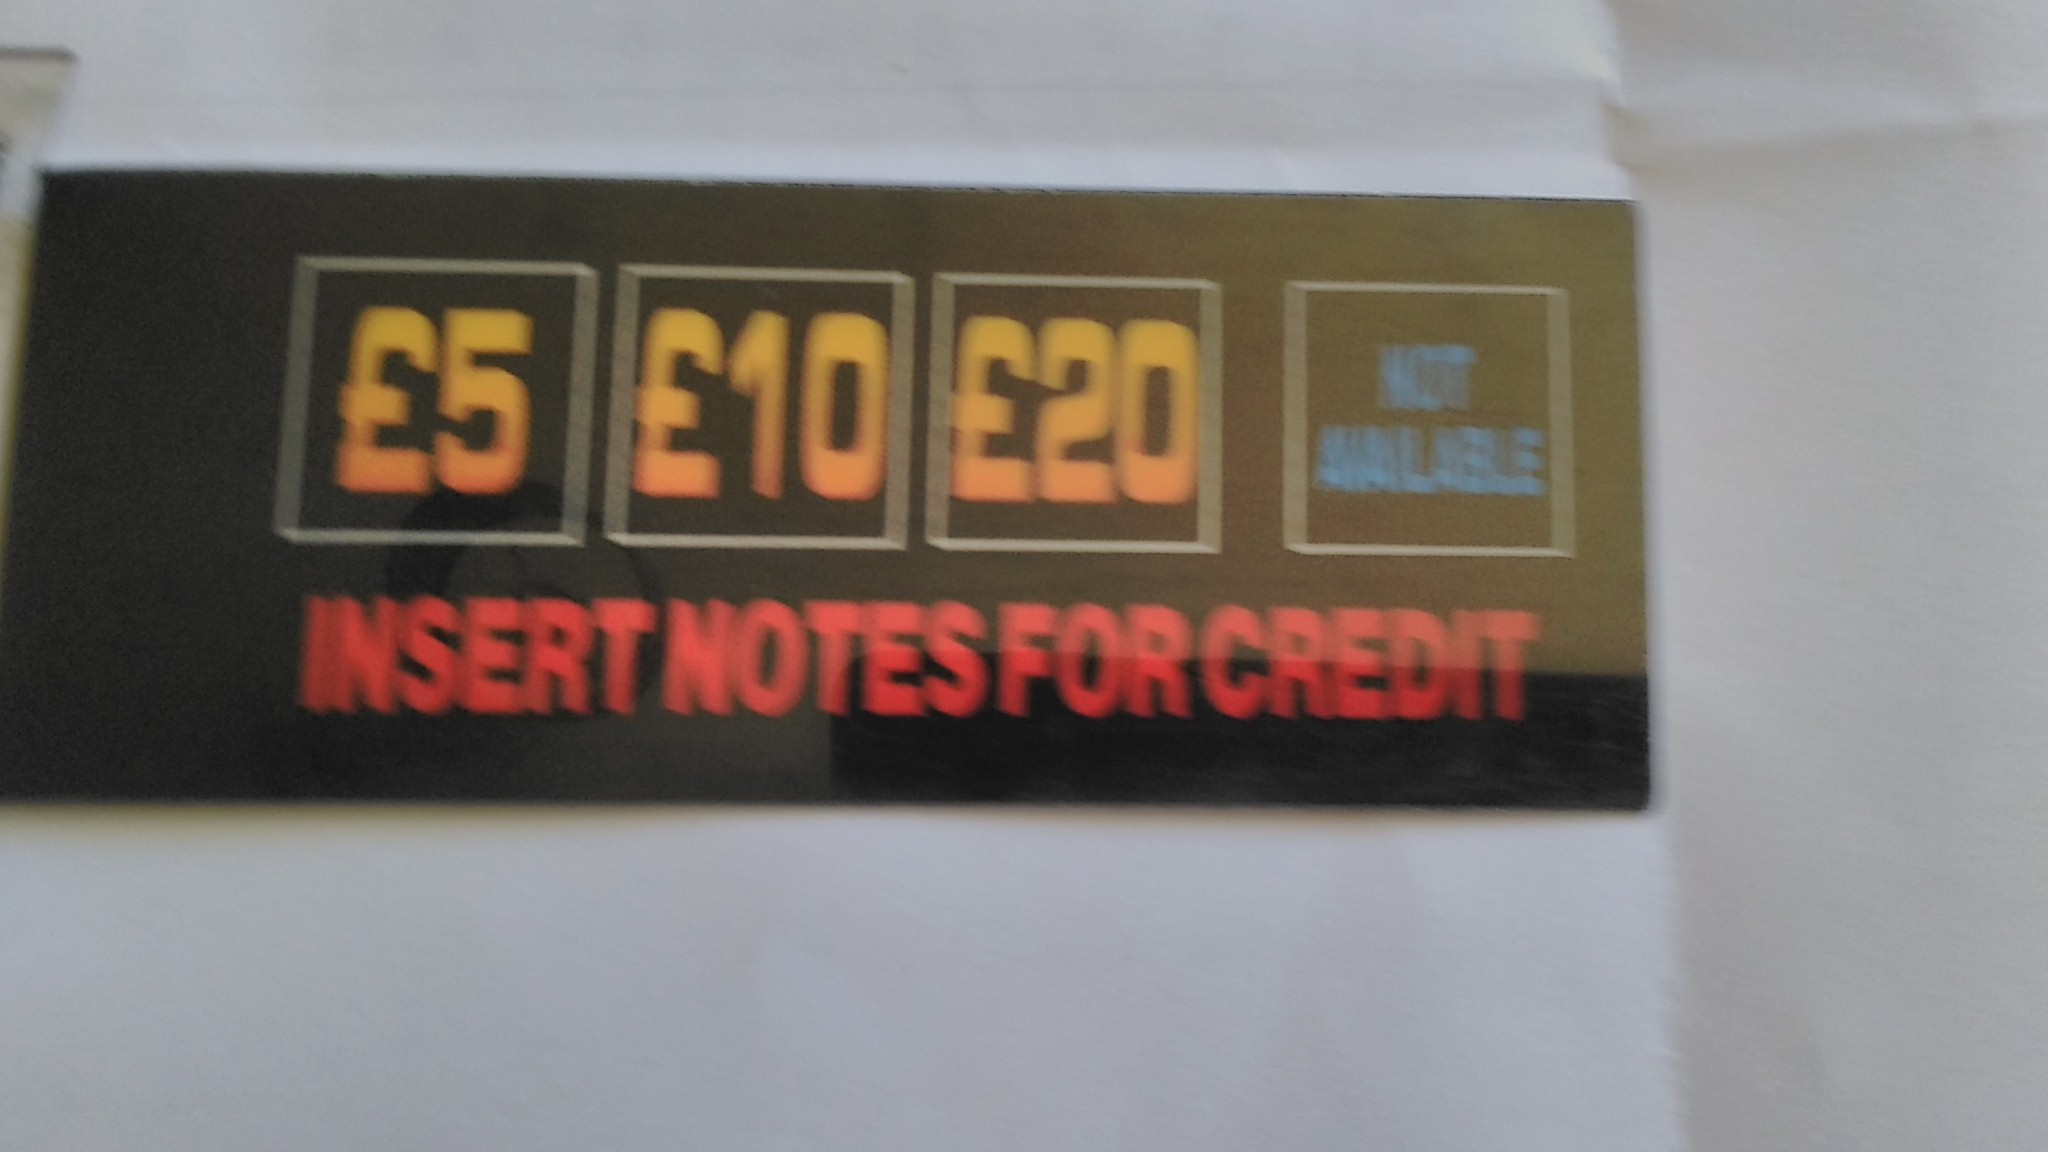 £5 £10 £20 NOT
AVAILABLE
INSERT NOTES FOR CREDIT